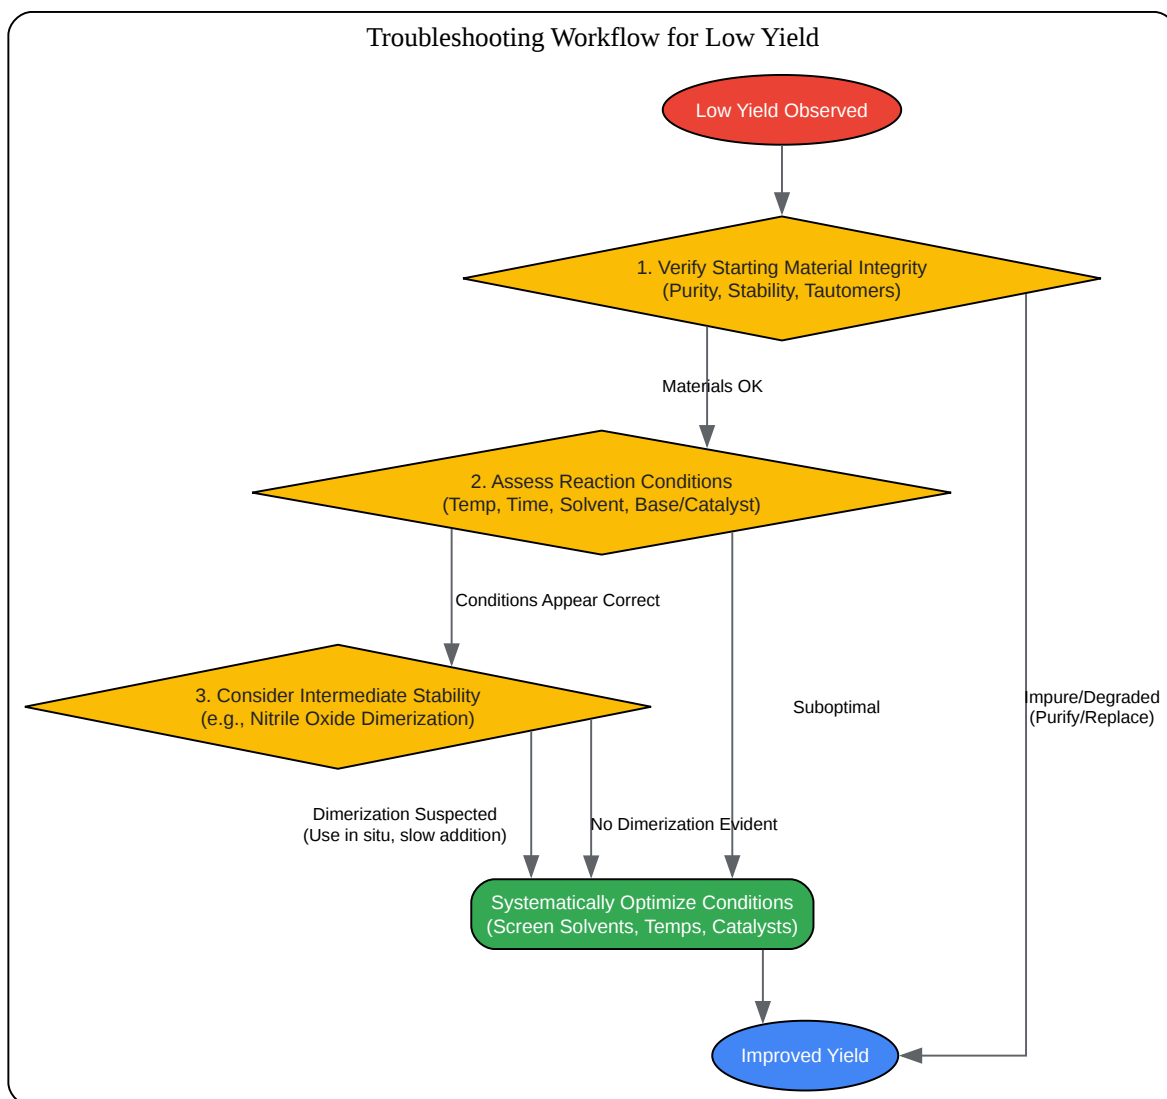 Troubleshooting Workflow for Low Yield
Low Yield Observed
1. Verify Starting Material Integrity
(Purity, Stability, Tautomers)
Materials OK
2. Assess Reaction Conditions
(Temp, Time, Solvent, Base/Catalyst)
Conditions Appear Correct
3. Consider Intermediate Stability
(e.g., Nitrile Oxide Dimerization)
Suboptimal
Impure/Degraded
(Purify/Replace)
Dimerization Suspected
(Use in situ, slow addition)
No Dimerization Evident
Systematically Optimize Conditions
(Screen Solvents, Temps, Catalysts)
Improved Yield